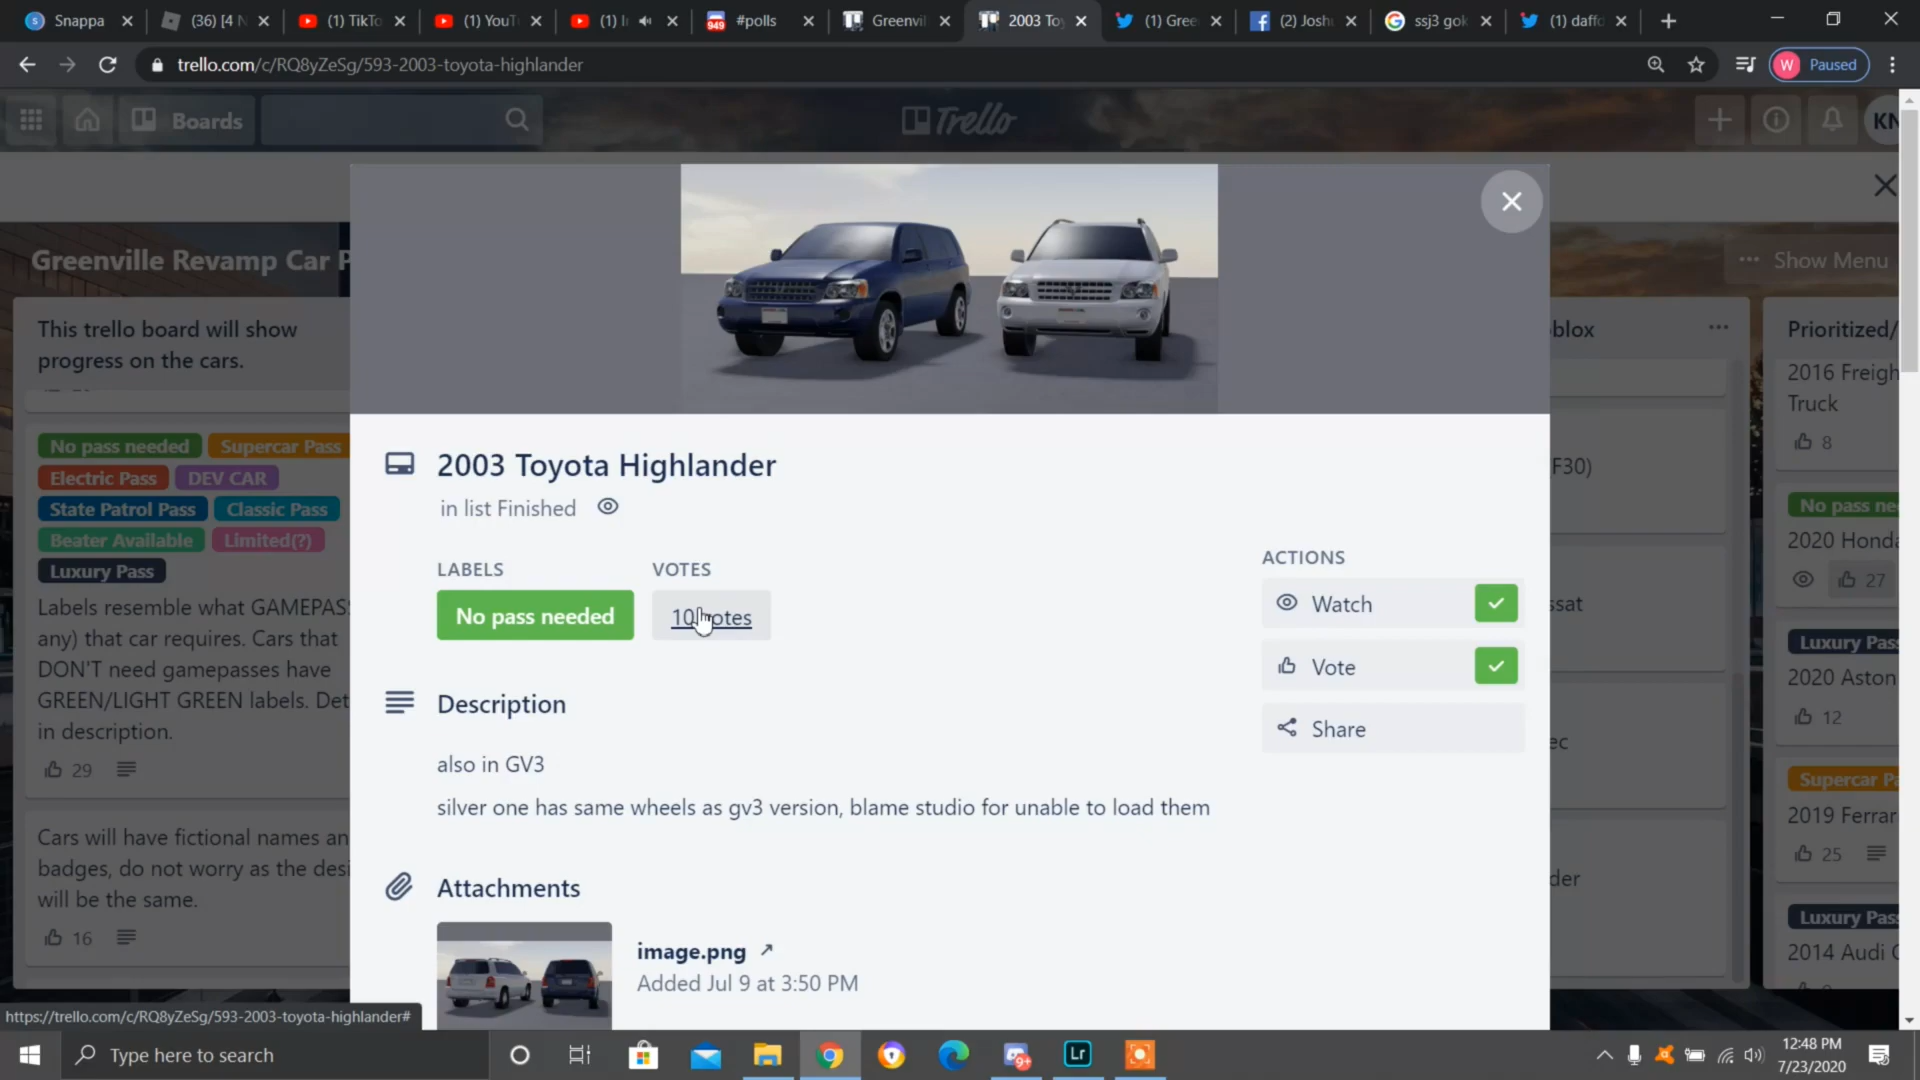 Snappa
(36) [4 N
(1) TikTo
(1) YouT
(1) I
#polls
Greenvil
2003 Toy
(1) Gree
(2) Josh
ssj3 gok
(1) daffo
trello.com/c/RQ8yZeSg/593-2003-toyota-highlander
W Paused
Boards
Trello
KN
Greenville Revamp Car P
Show Menu
This trello board will show
progress on the cars.
No pass needed Supercar Pass
Electric Pass DEV CAR
State Patrol Pass Classic Pass
Beater Available Limited(?)
Luxury Pass
Labels resemble what GAMEPAS
any) that car requires. Cars that
DON'T need gamepasses have
GREEN/LIGHT GREEN labels. Det
in description.
29
Cars will have fictional names an
badges, do not worry as the desi
will be the same.
16
2003 Toyota Highlander
in list Finished
LABELS
No pass needed
VOTES
10 votes
Description
also in GV3
silver one has same wheels as gv3 version, blame studio for unable to load them
Attachments
image.png ↗
Added Jul 9 at 3:50 PM
ACTIONS
Watch
Vote
Share
blox
F30)
ssat
ec
der
Prioritized/
2016 Freigh
Truck
8
No pass nee
2020 Honda
27
Luxury Pass
2020 Aston
12
Supercar Pa
2019 Ferrar
25
Luxury Pass
2014 Audi
https://trello.com/c/RQ8yZeSg/593-2003-toyota-highlander#
Type here to search
9+
Lr
12:48 PM
7/23/2020